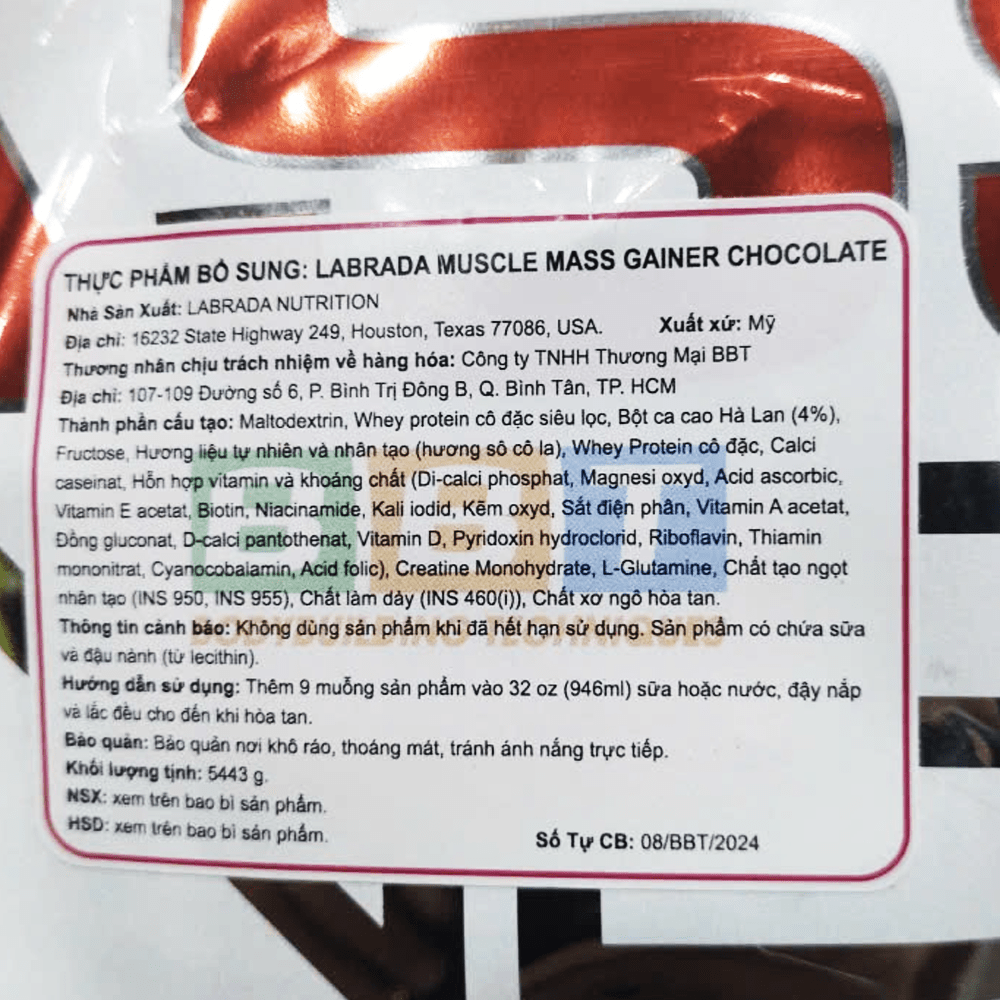 THỰC PHẨM BỔ SUNG: LABRADA MUSCLE MASS GAINER CHOCOLATE
Nhà Sản Xuất: LABRADA NUTRITION
Địa chỉ: 16232 State Highway 249, Houston, Texas 77086, USA. Xuất xứ: Mỹ
Thương nhân chịu trách nhiệm về hàng hóa: Công ty TNHH Thương Mại BBT
Địa chỉ: 107-109 Đường số 6, P. Bình Trị Đông B, Q. Bình Tân, TP. HCM
Thành phần cấu tạo: Maltodextrin, Whey protein cô đặc siêu lọc, Bột ca cao Hà Lan (4%),
Fructose, Hương liệu tự nhiên và nhân tạo (hương sô cô la), Whey Protein cô đặc, Calci
caseinat, Hỗn hợp vitamin và khoáng chất (Di-calci phosphat, Magnesi oxyd, Acid ascorbic,
Vitamin E acetat, Biotin, Niacinamide, Kali iodid, Kẽm oxyd, Sắt điện phân, Vitamin A acetat,
Đồng gluconat, D-calci pantothenat, Vitamin D, Pyridoxin hydroclorid, Riboflavin, Thiamin
mononitrat, Cyanocobalamin, Acid folic), Creatine Monohydrate, L-Glutamine, Chất tạo ngọt
nhân tạo (INS 950, INS 955), Chất làm dày (INS 460(i)), Chất xơ ngô hòa tan.
Thông tin cảnh báo: Không dùng sản phẩm khi đã hết hạn sử dụng. Sản phẩm có chứa sữa
và đậu nành (từ lecithin).
Hướng dẫn sử dụng: Thêm 9 muỗng sản phẩm vào 32 oz (946ml) sữa hoặc nước, đậy nắp
và lắc đều cho đến khi hòa tan.
Bảo quản: Bảo quản nơi khô ráo, thoáng mát, tránh ánh nắng trực tiếp.
Khối lượng tịnh: 5443 g.
NSX: xem trên bao bì sản phẩm.
HSD: xem trên bao bì sản phẩm.
Số Tự CB: 08/BBT/2024
BBT
BODYBUILDING TECHNIQUES